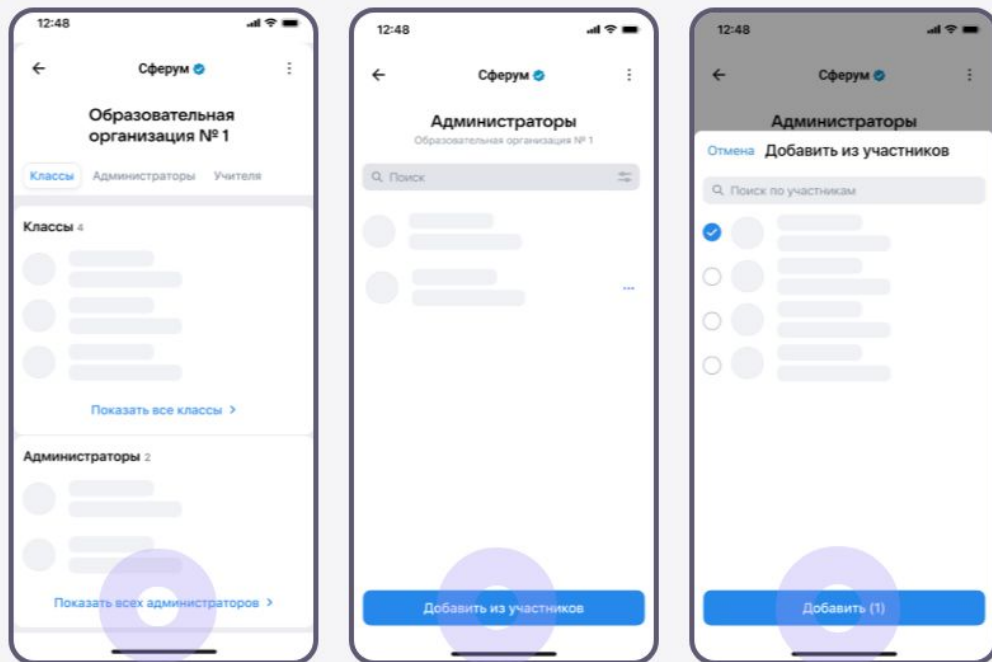 12:48
Сферум
Образовательная
организация № 1
Классы Администраторы Учителя
Классы 4
Показать все классы >
Администраторы 2
Показать всех администраторов >
12:48
Сферум
Администраторы
Образовательная организация № 1
Поиск
Добавить из участников
12:48
Сферум
Администраторы
Отмена Добавить из участников
Поиск по участникам
Добавить (1)